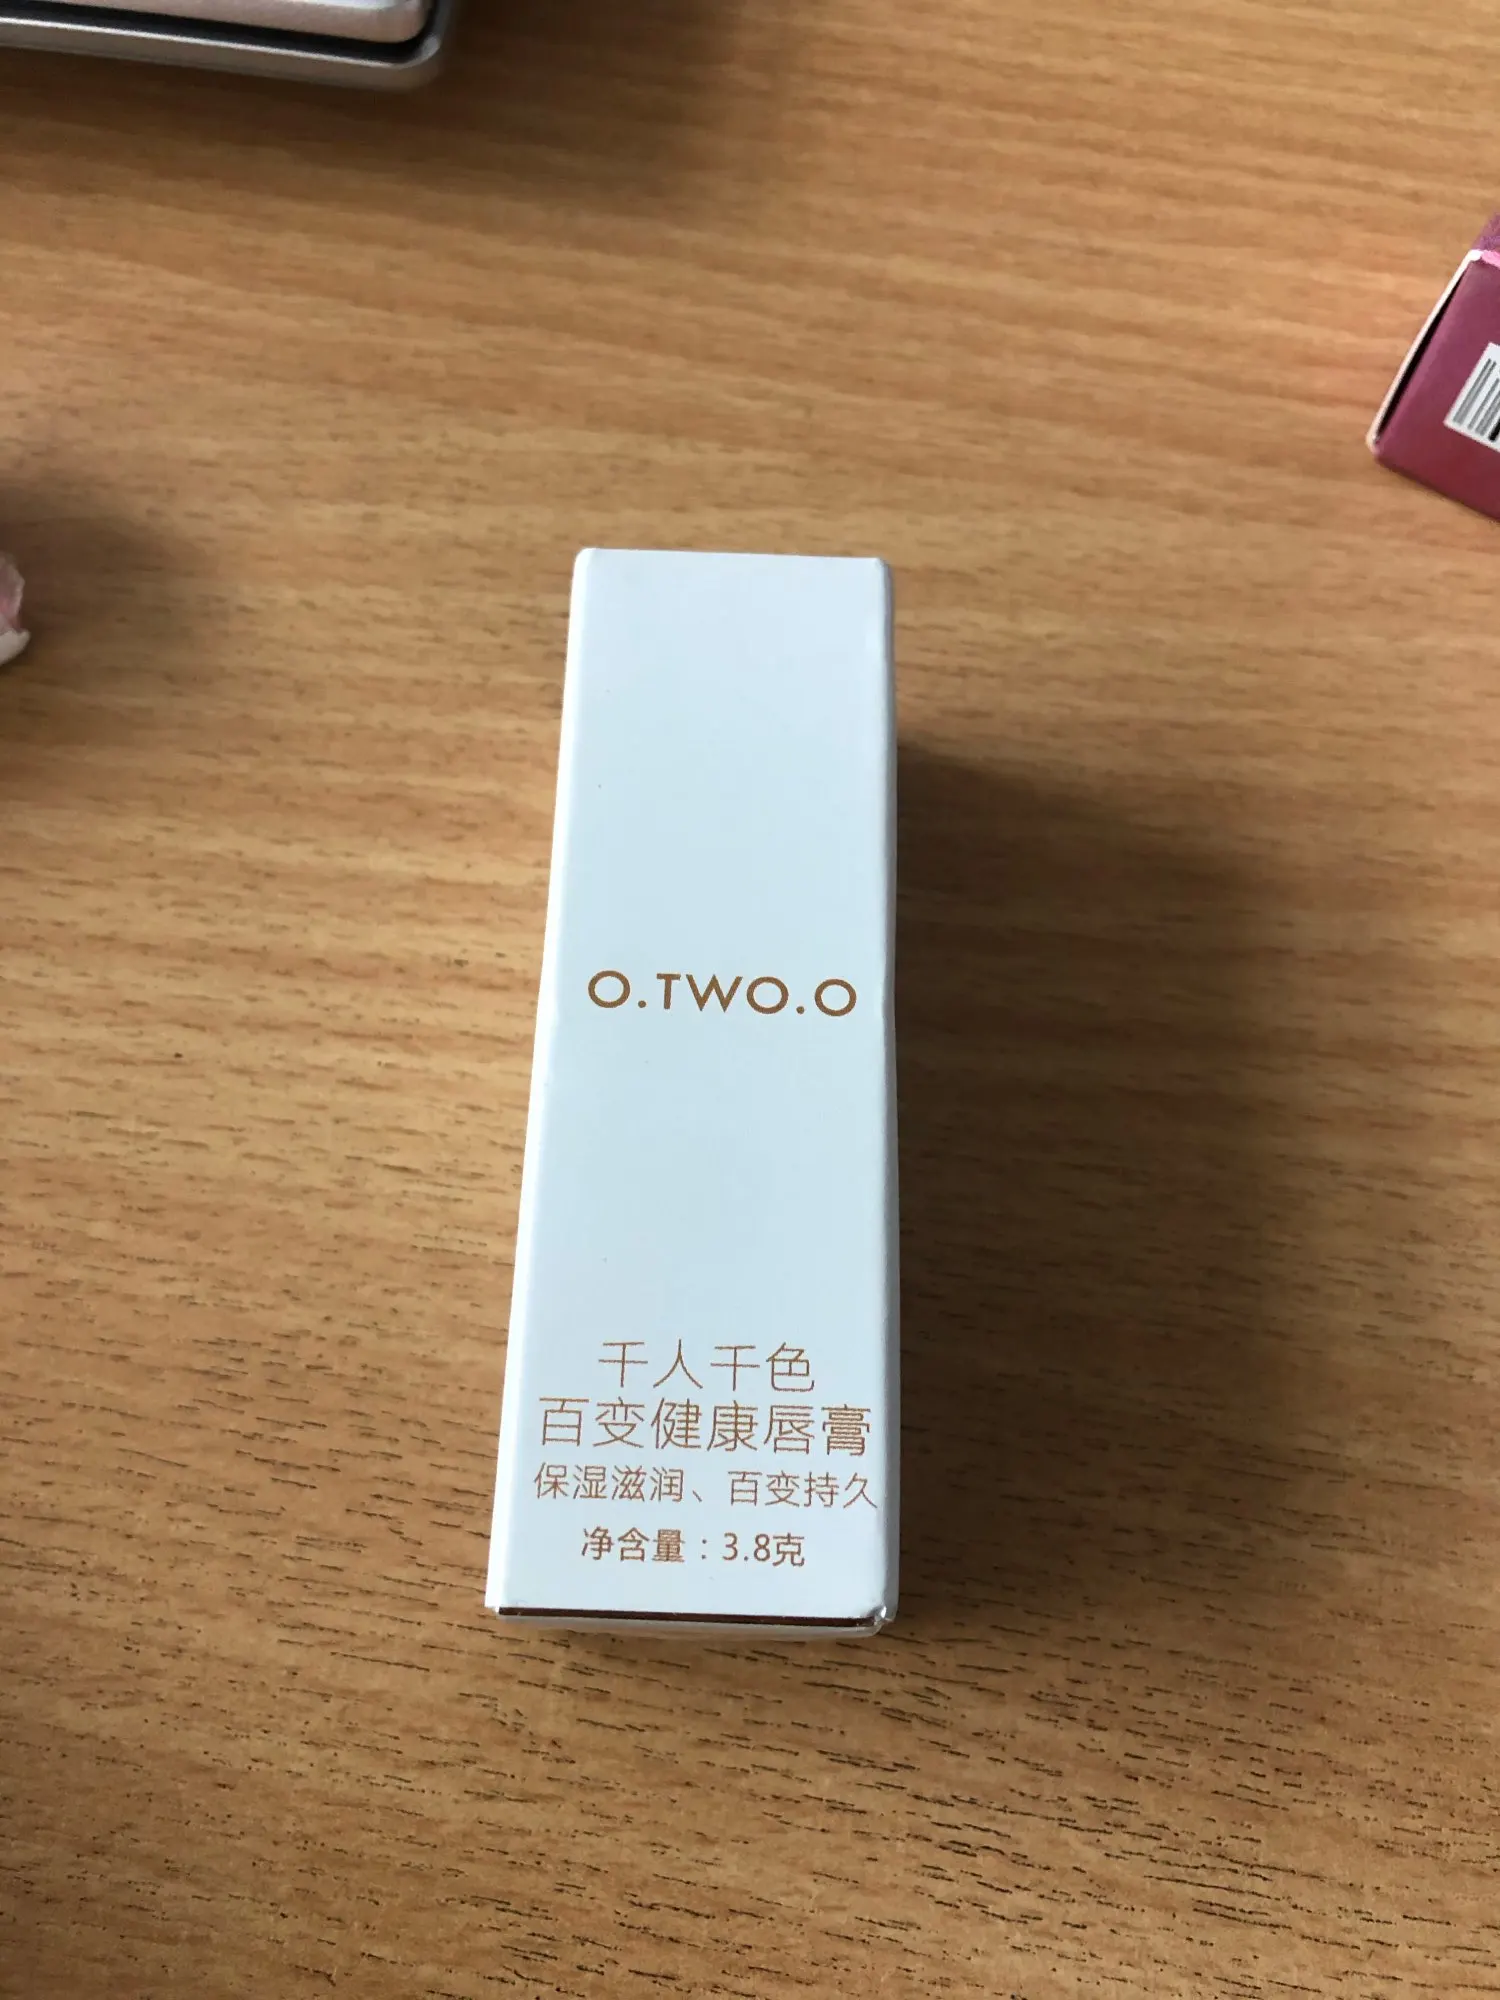 O.TWO.O
千人千色
百变健康唇膏
保湿滋润、百变持久
净含量：3.8克